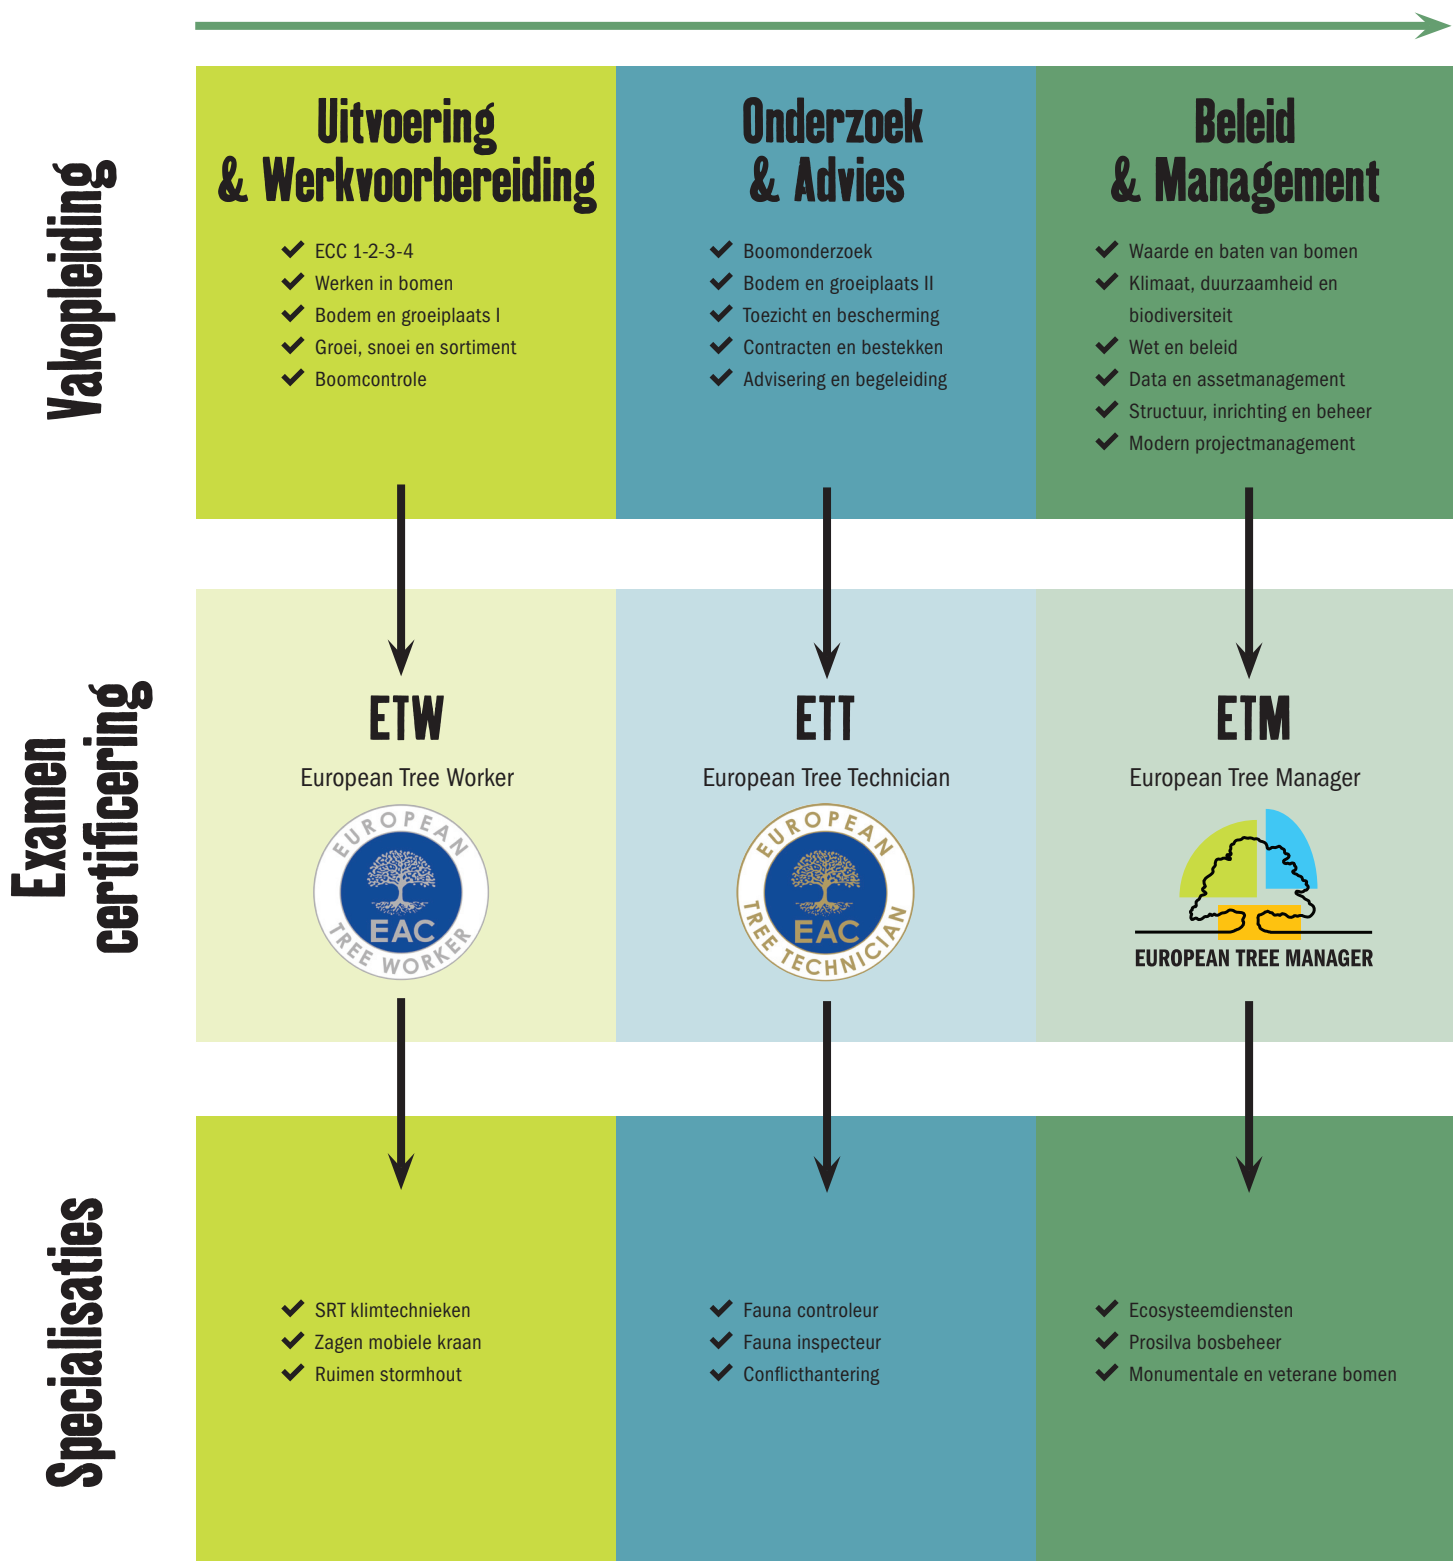 Vakopleiding
Uitvoering
& Werkvoorbereiding
ECC 1-2-3-4
Werken in bomen
Bodem en groeiplaats I
Groei, snoei en sortiment
Boomcontrole
Onderzoek
& Advies
Boomonderzoek
Bodem en groeiplaats II
Toezicht en bescherming
Contracten en bestekken
Advisering en begeleiding
Beleid
& Management
Waarde en baten van bomen
Klimaat, duurzaamheid en
biodiversiteit
Wet en beleid
Data en assetmanagement
Structuur, inrichting en beheer
Modern projectmanagement
Examen
certificering
ETW
European Tree Worker
EUROPEAN
EAC
TREE WORKER
ETT
European Tree Technician
EUROPEAN
EAC
TREE TECHNICIAN
ETM
European Tree Manager
EUROPEAN TREE MANAGER
Specialisaties
SRT klimtechnieken
Zagen mobiele kraan
Ruimen stormhout
Fauna controleur
Fauna inspecteur
Conflicthantering
Ecosysteemdiensten
Prosilva bosbeheer
Monumentale en veterane bomen